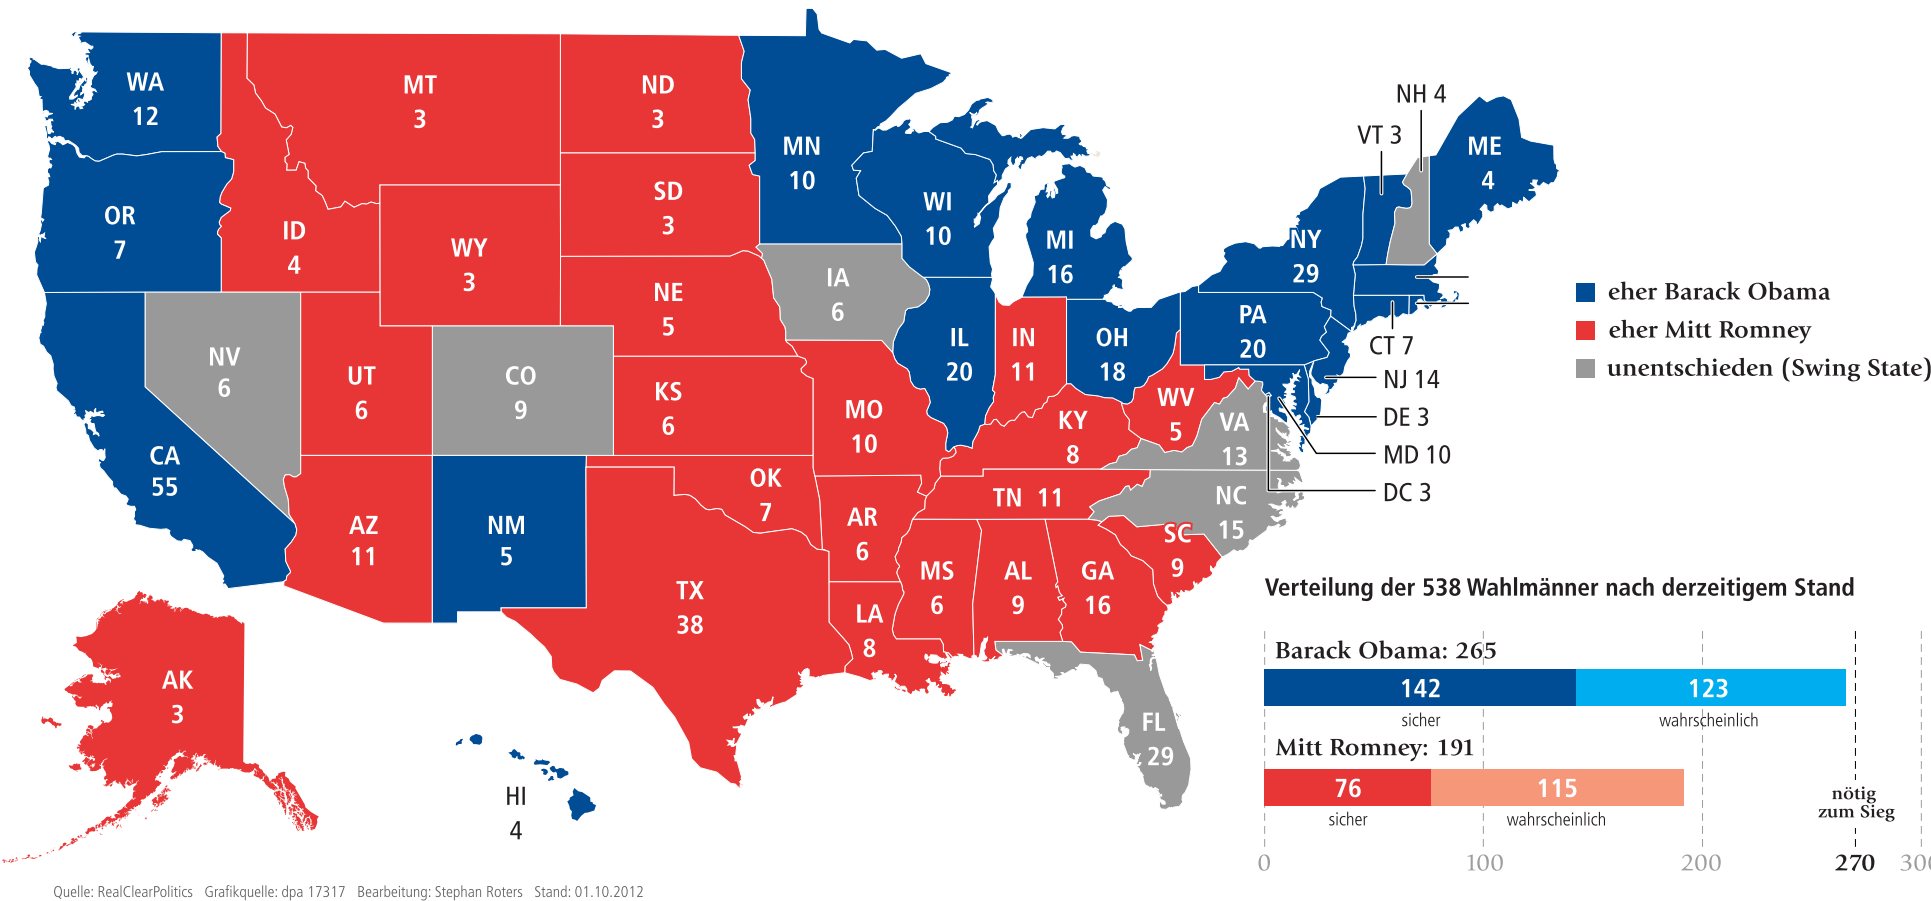 WA
12
OR
7
CA
55
NV
6
ID
4
MT
3
WY
3
UT
6
AZ
11
CO
9
NM
5
ND
3
SD
3
NE
5
KS
6
OK
7
TX
38
MN
10
IA
6
MO
10
AR
6
LA
8
WI
10
IL
20
MI
16
IN
11
OH
18
KY
8
TN 11
MS
6
AL
9
GA
16
SC
9
NC
15
VA
13
WV
5
FL
29
PA
20
NY
29
VT 3
NH 4
ME
4
CT 7
NJ 14
DE 3
MD 10
DC 3
AK
3
HI
4
eher Barack Obama
eher Mitt Romney
unentschieden (Swing State)
Verteilung der 538 Wahlmänner nach derzeitigem Stand
Barack Obama: 265
142
123
sicher
wahrscheinlich
Mitt Romney: 191
76
115
sicher
wahrscheinlich
nötig
zum Sieg
0
100
200
270
300
Quelle: RealClearPolitics Grafikquelle: dpa 17317 Bearbeitung: Stephan Roters Stand: 01.10.2012